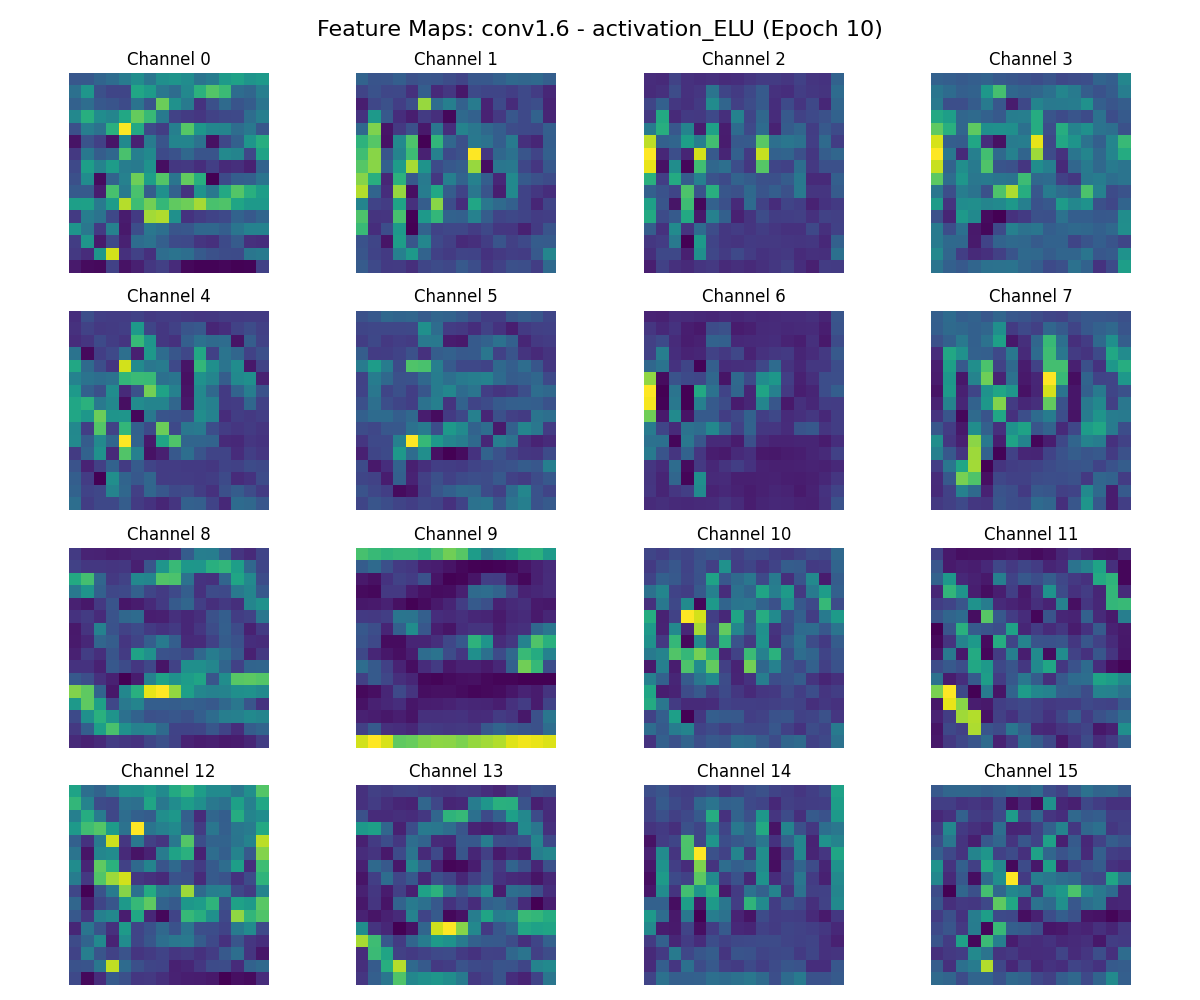 Feature Maps: conv1.6 - activation_ELU (Epoch 10)
Channel 0
Channel 1
Channel 2
Channel 3
Channel 4
Channel 5
Channel 6
Channel 7
Channel 8
Channel 9
Channel 10
Channel 11
Channel 12
Channel 13
Channel 14
Channel 15